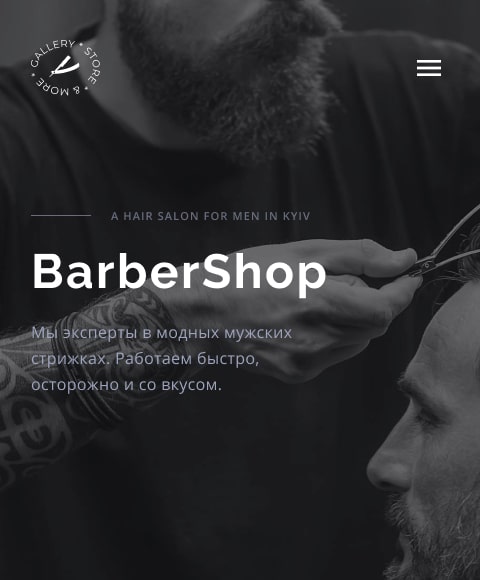 GALLERY * STORE * & MORE *
A HAIR SALON FOR MEN IN KYIV
BarberShop
Мы эксперты в модных мужских
стрижках. Работаем быстро,
осторожно и со вкусом.